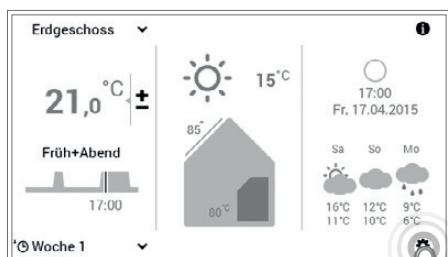 Erdgeschoss
21,0 °C ±
Früh+Abend
17:00
Woche 1
15°C
85°
80°C
17:00
Fr, 17.04.2015
Sa So Mo
16°C 12°C 9°C
11°C 10°C 6°C